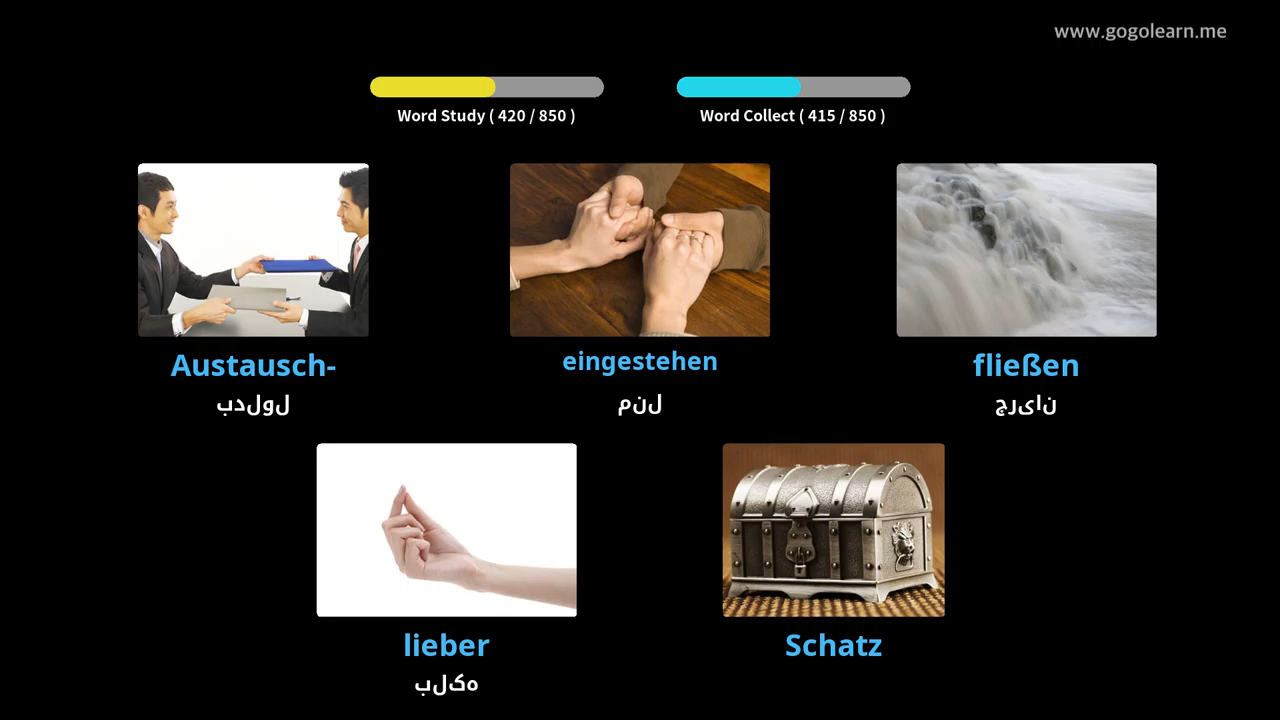 www.gogolearn.me
Word Study ( 420 / 850 )
Word Collect ( 415 / 850 )
Austausch-
بدلول
eingestehen
منل
fließen
جریان
lieber
بلکه
Schatz